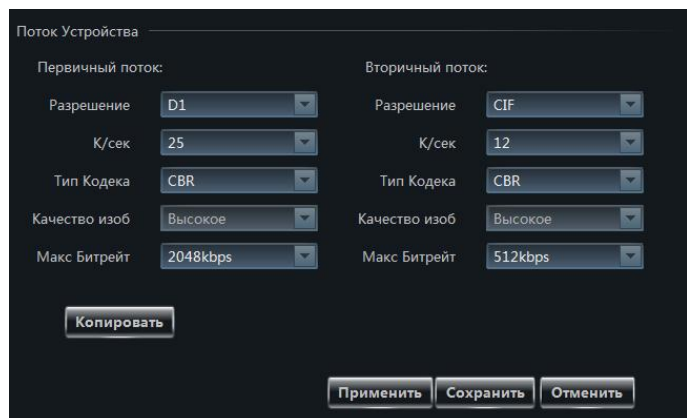 Поток Устройства
Первичный поток: Вторичный поток:
Разрешение D1 Разрешение CIF
К/сек 25 К/сек 12
Тип Кодека CBR Тип Кодека CBR
Качество изоб Высокое Качество изоб Высокое
Макс Битрейт 2048kbps Макс Битрейт 512kbps
Копировать
Применить Сохранить Отменить